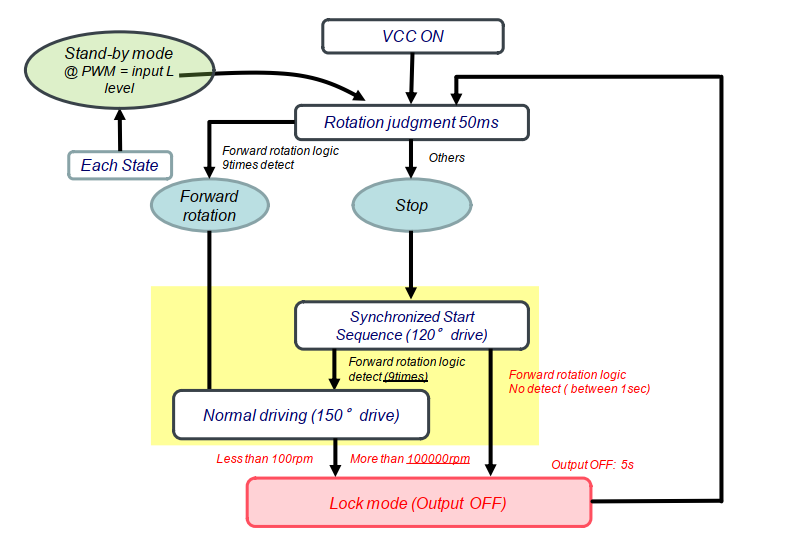 VCC ON
Stand-by mode
@ PWM = input L
level
Rotation judgment 50ms
Each State
Forward rotation logic
9times detect
Others
Forward
rotation
Stop
Synchronized Start
Sequence (120° drive)
Forward rotation logic
detect (9times)
Forward rotation logic
No detect ( between 1sec)
Normal driving (150° drive)
Less than 100rpm
More than 100000rpm
Output OFF: 5s
Lock mode (Output OFF)